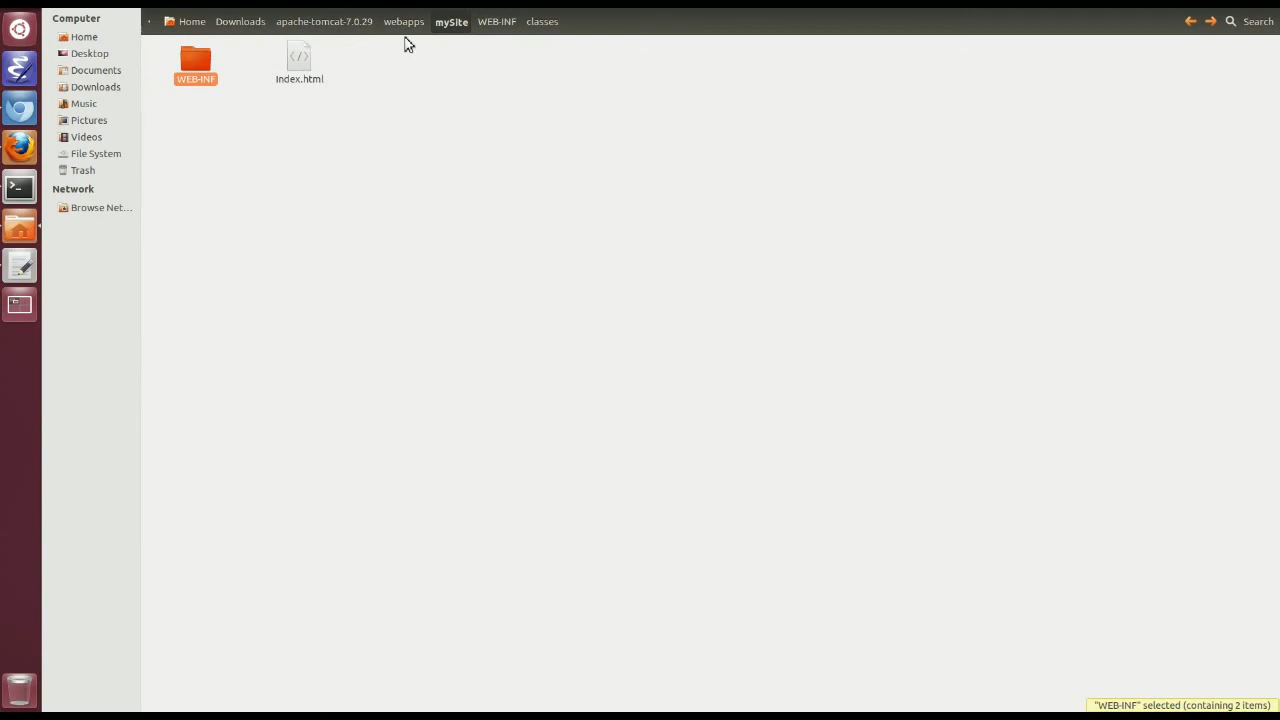 Home Downloads apache-tomcat-7.0.29 webapps mySite WEB-INF classes Search
Computer
Home
Desktop
Documents
Downloads
Music
Pictures
Videos
File System
Trash
Network
Browse Net...
WEB-INF
Index.html
"WEB-INF" selected (containing 2 items)